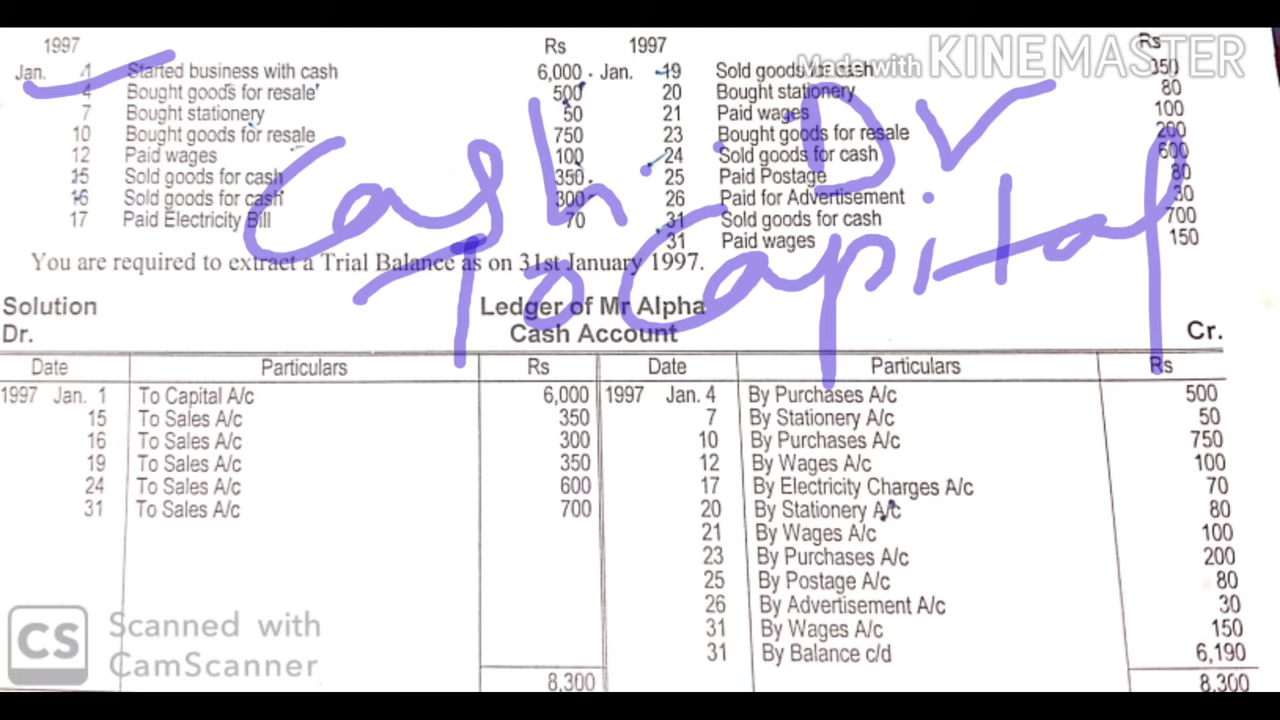 Made with KINEMASTER
1997 Rs 1997 Rs
Jan. 1 Started business with cash 6,000 Jan. 19 Sold goods for cash 350
4 Bought goods for resale 500 20 Bought stationery 80
7 Bought stationery 50 21 Paid wages 100
10 Bought goods for resale 750 23 Bought goods for resale 200
12 Paid wages 100 24 Sold goods for cash 600
15 Sold goods for cash 350 25 Paid Postage 80
16 Sold goods for cash 300 26 Paid for Advertisement 30
17 Paid Electricity Bill 70 31 Sold goods for cash 700
31 Paid wages 150
Cash. Dr
To Capital
You are required to extract a Trial Balance as on 31st January 1997.
Solution Ledger of Mr Alpha
Dr. Cash Account Cr.
Date Particulars Rs Date Particulars Rs
1997 Jan. 1 To Capital A/c 6,000 1997 Jan. 4 By Purchases A/c 500
15 To Sales A/c 350 7 By Stationery A/c 50
16 To Sales A/c 300 10 By Purchases A/c 750
19 To Sales A/c 350 12 By Wages A/c 100
24 To Sales A/c 600 17 By Electricity Charges A/c 70
31 To Sales A/c 700 20 By Stationery A/c 80
21 By Wages A/c 100
23 By Purchases A/c 200
25 By Postage A/c 80
26 By Advertisement A/c 30
31 By Wages A/c 150
31 By Balance c/d 6,190
8,300 8,300
CS Scanned with
CamScanner